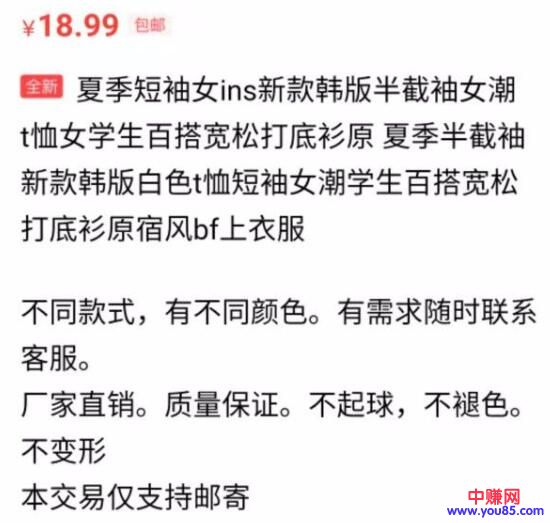 ¥18.99 包邮
全新 夏季短袖女ins新款韩版半截袖女潮
t恤女学生百搭宽松打底衫原 夏季半截袖
新款韩版白色t恤短袖女潮学生百搭宽松
打底衫原宿风bf上衣服
不同款式，有不同颜色。有需求随时联系
客服。
厂家直销。质量保证。不起球，不褪色。
不变形
本交易仅支持邮寄
中赚网
www.you85.com